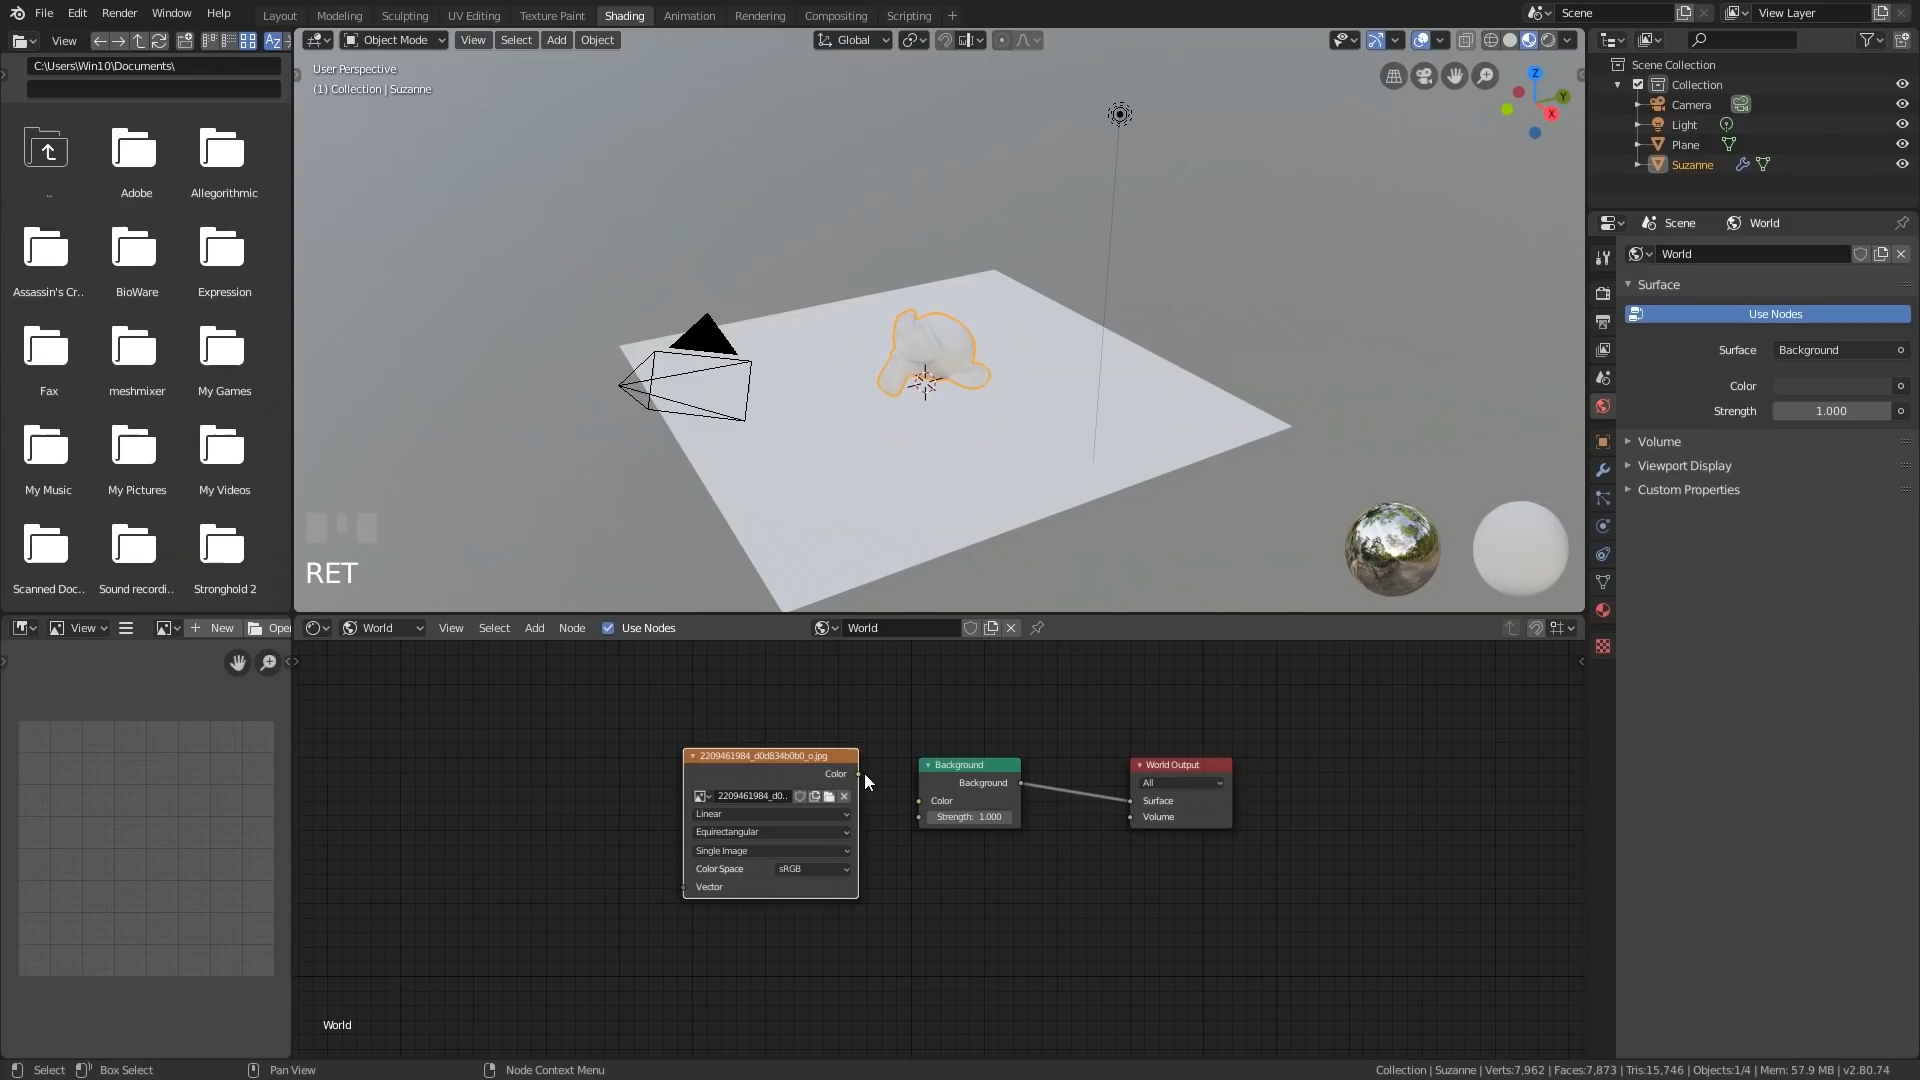 File Edit Render Window Help Layout Modeling Sculpting UV Editing Texture Paint Shading Animation Rendering Compositing Scripting + Scene View Layer
View Object Mode View Select Add Object Global
C:\Users\Win10\Documents\
User Perspective
(1) Collection | Suzanne
Scene Collection
Collection
Camera
Light
Plane
Suzanne
..
Adobe
Allegorithmic
Assassin's Cr..
BioWare
Expression
Fax
meshmixer
My Games
My Music
My Pictures
My Videos
Scanned Doc..
Sound recordi..
Stronghold 2
Z
Y
X
RET
Scene World
World
Surface
Use Nodes
Surface Background
Color
Strength 1.000
Volume
Viewport Display
Custom Properties
View + New Open
World View Select Add Node Use Nodes World
2209461984_d0d834b0b0_o.jpg
Color
2209461984_d0..
Linear
Equirectangular
Single Image
Color Space sRGB
Vector
Background
Background
Color
Strength: 1.000
World Output
All
Surface
Volume
World
Select Box Select Pan View Node Context Menu Collection | Suzanne | Verts:7,962 | Faces:7,873 | Tris:15,746 | Objects:1/4 | Mem: 57.9 MB | v2.80.74